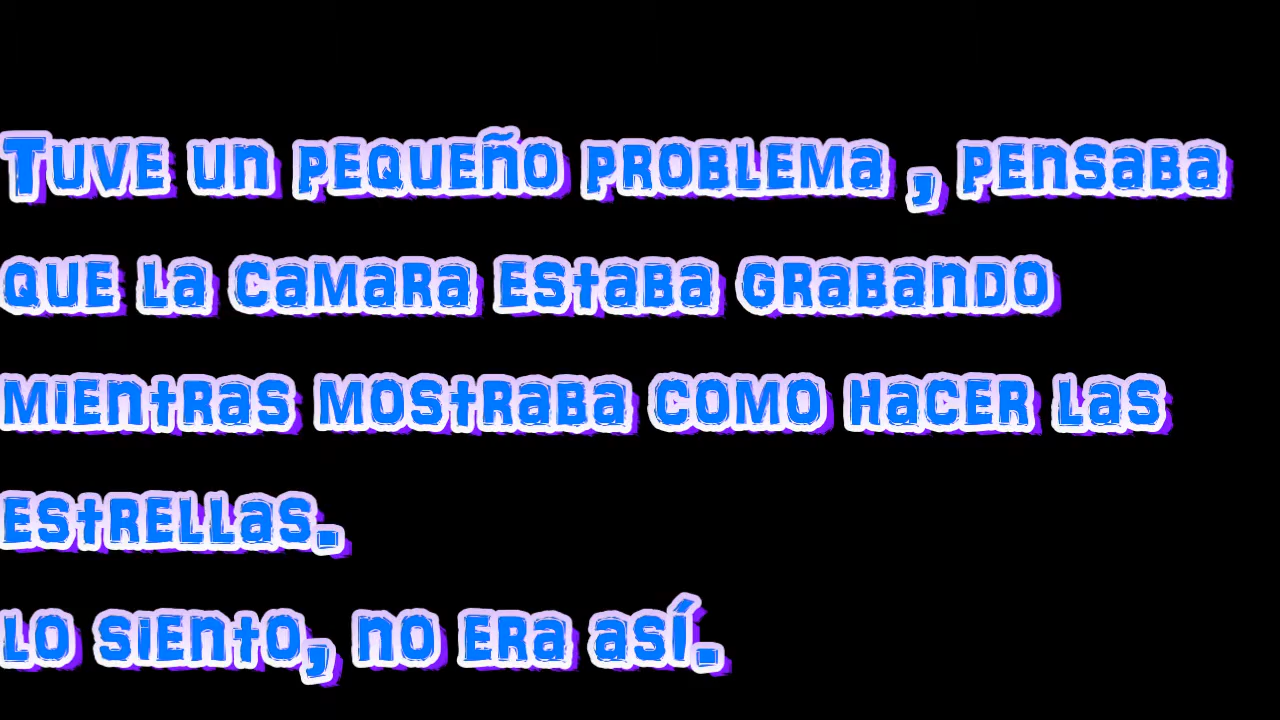 Tuve un pequeño problema , pensaba
que la camara estaba grabando
mientras mostraba como hacer las
estrellas.
lo siento, no era así.